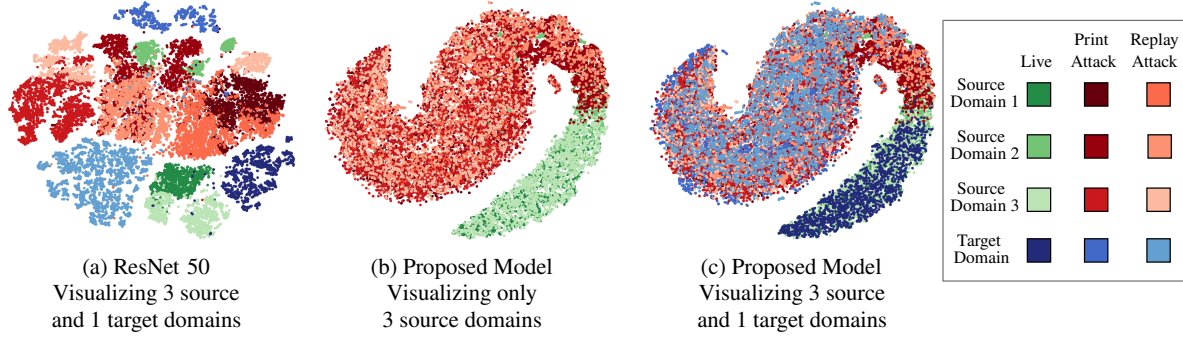 Live
Print
Attack
Replay
Attack
Source
Domain 1
Source
Domain 2
Source
Domain 3
Target
Domain
(a) ResNet 50
Visualizing 3 source
and 1 target domains
(b) Proposed Model
Visualizing only
3 source domains
(c) Proposed Model
Visualizing 3 source
and 1 target domains